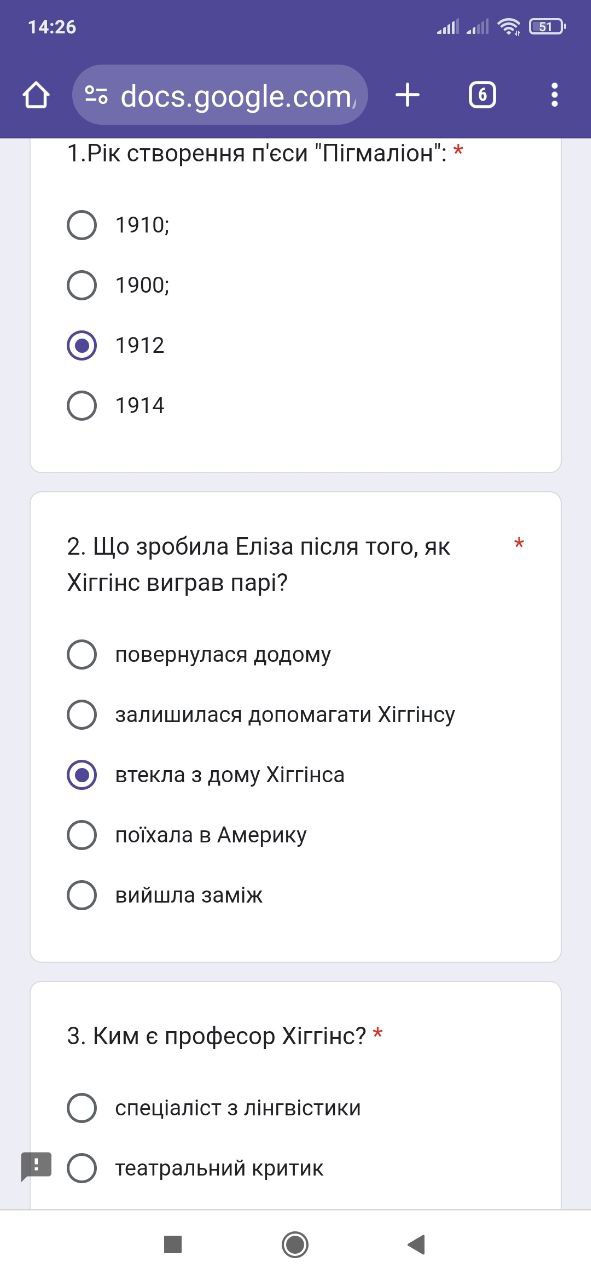 14:26
51
docs.google.com/
6
1.Рік створення п'єси "Пігмаліон": *
1910;
1900;
1912
1914
2. Що зробила Еліза після того, як *
Хіггінс виграв парі?
повернулася додому
залишилася допомагати Хіггінсу
втекла з дому Хіггінса
поїхала в Америку
вийшла заміж
3. Ким є професор Хіггінс? *
спеціаліст з лінгвістики
театральний критик